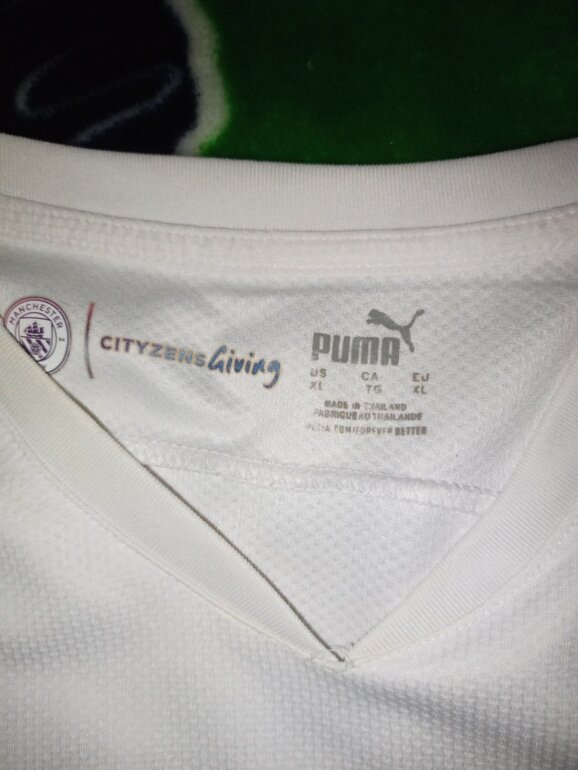 MANCHESTER
CITYZENS Giving
PUMA
US CA EU
XL TG XL
MADE IN THAILAND
FABRIQUE AU THAILANDE
PUMA.COM/FOREVER BETTER